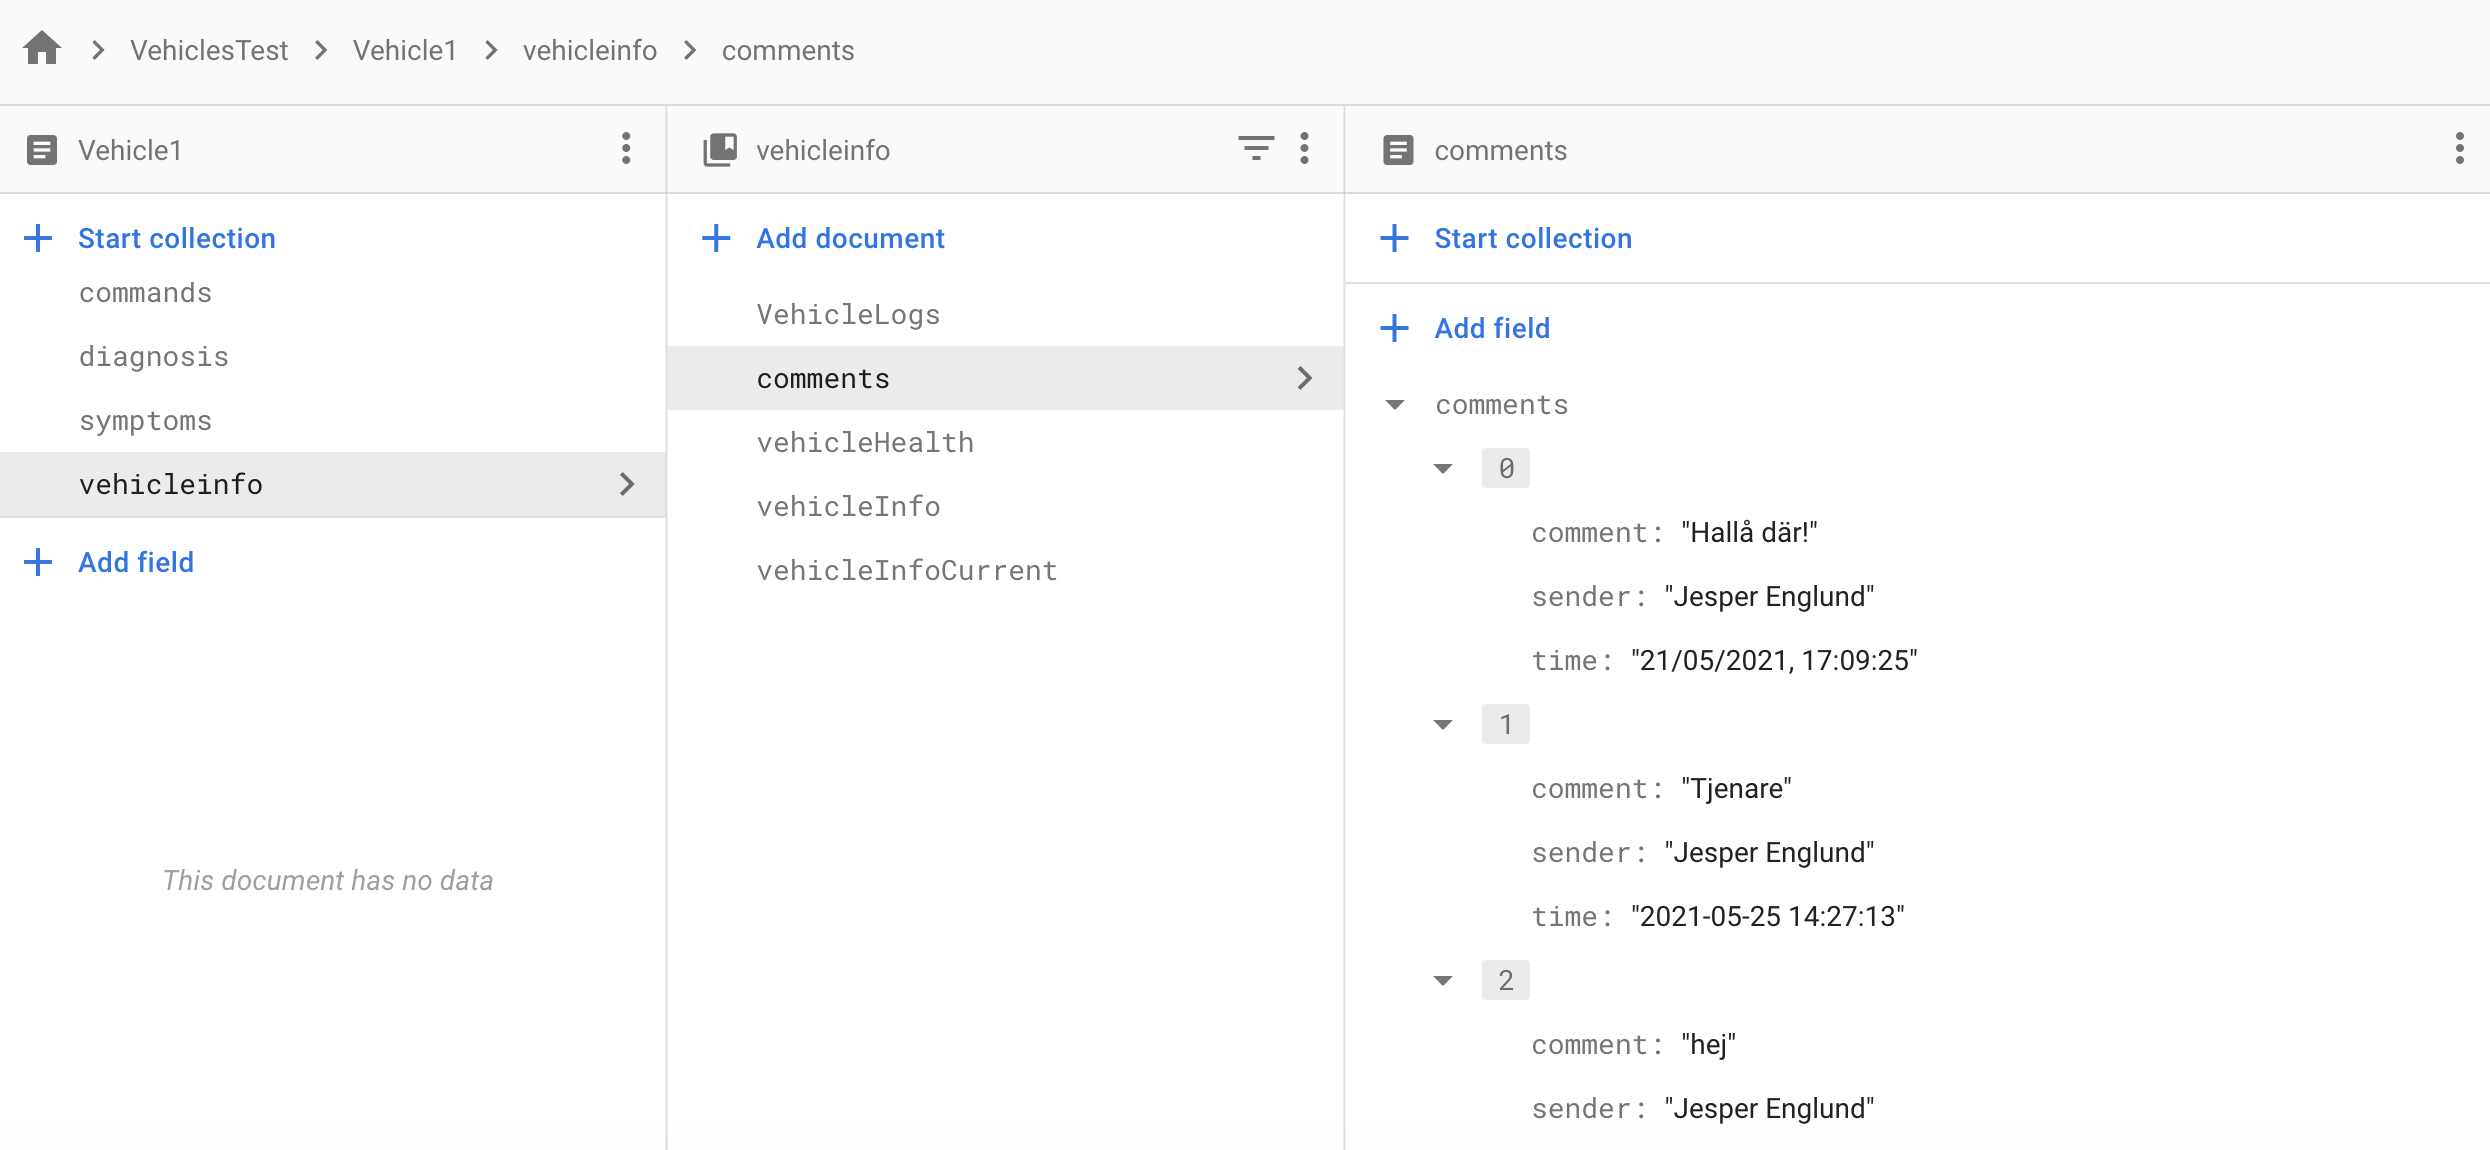 VehiclesTest > Vehicle1 > vehicleinfo > comments
Vehicle1
Start collection
commands
diagnosis
symptoms
vehicleinfo
Add field
This document has no data
vehicleinfo
Add document
VehicleLogs
comments
vehicleHealth
vehicleInfo
vehicleInfoCurrent
comments
Start collection
Add field
comments
0
comment: "Hallå där!"
sender: "Jesper Englund"
time: "21/05/2021, 17:09:25"
1
comment: "Tjenare"
sender: "Jesper Englund"
time: "2021-05-25 14:27:13"
2
comment: "hej"
sender: "Jesper Englund"